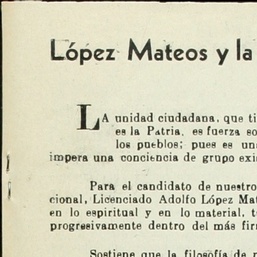 López Mateos y la
LA unidad ciudadana, que ti
es la Patria, es fuerza so
los pueblos; pues es un
impera una conciencia de grupo exi
Para el candidato de nuestro
cional, Licenciado Adolfo López Mat
en lo espiritual y en lo material, t
progresivamente dentro del más fir
Sostiene que la filosofía de